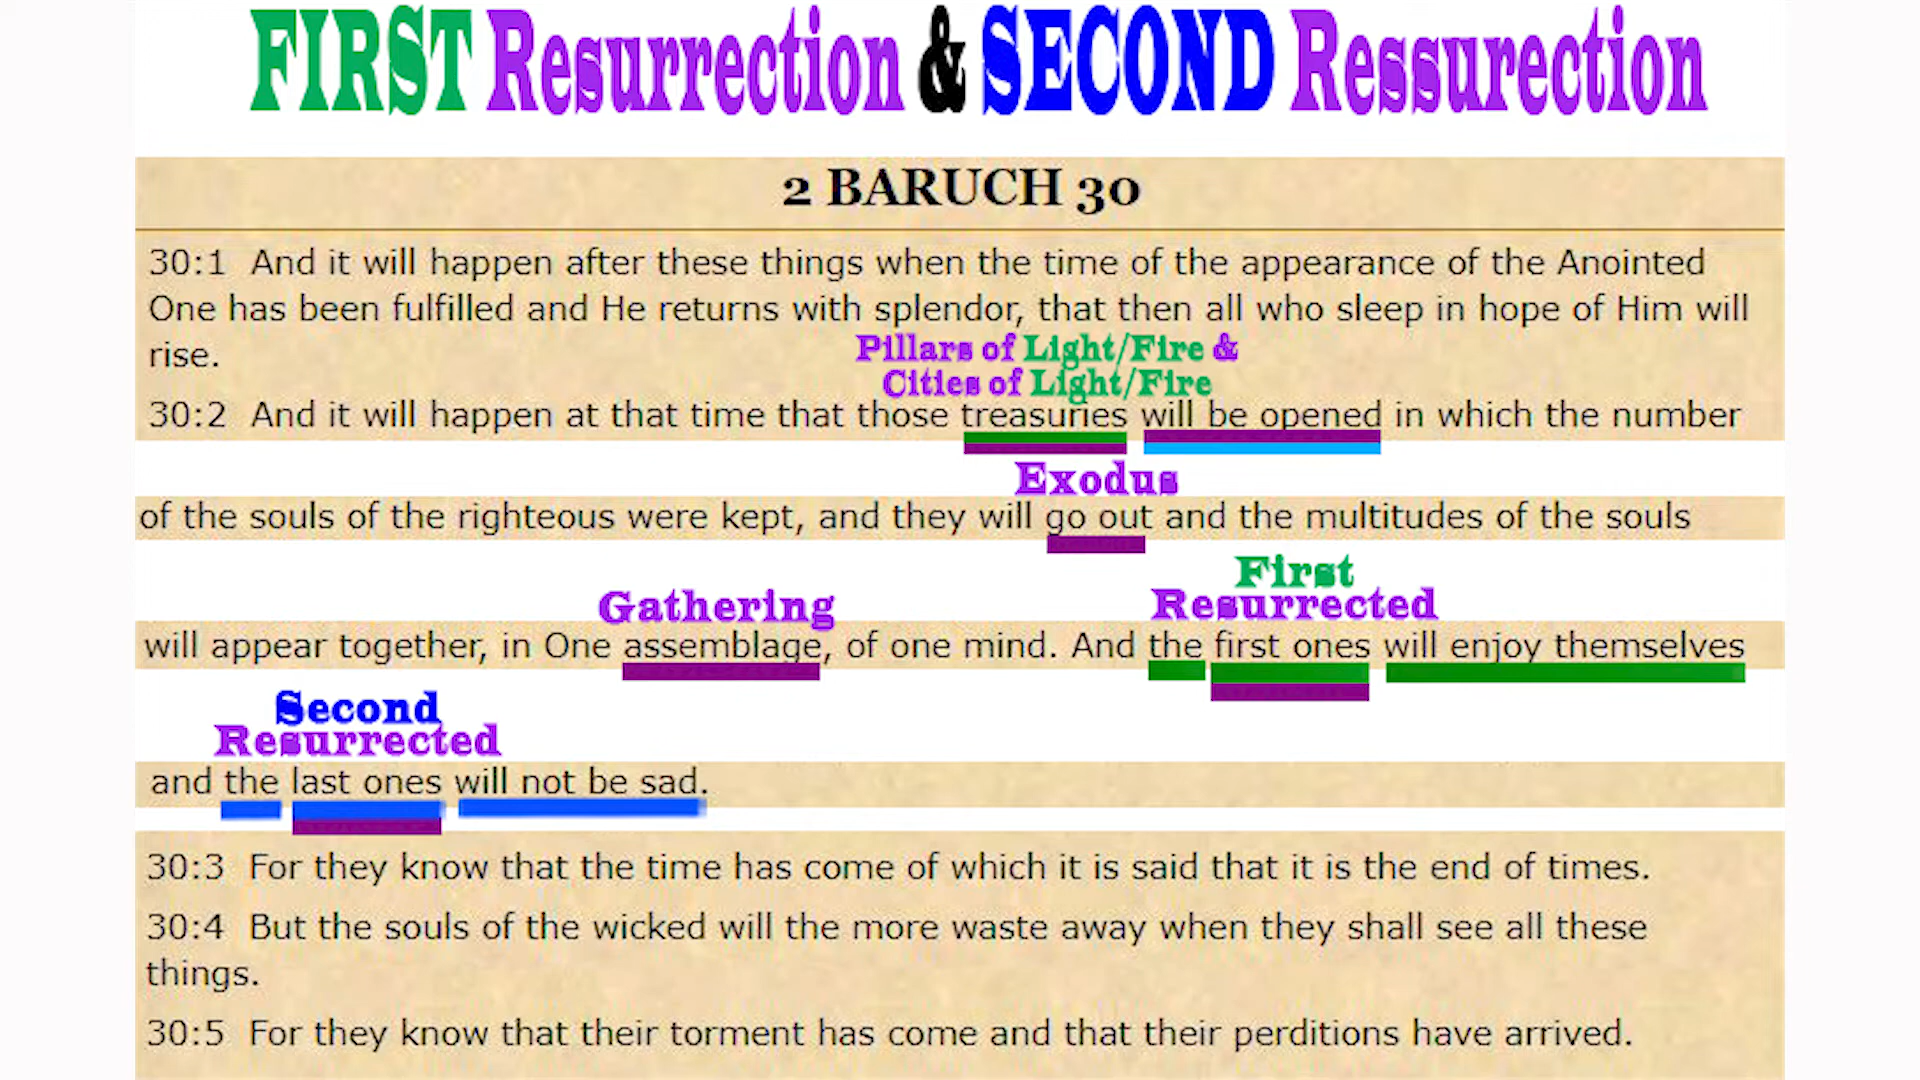 FIRST Resurrection & SECOND Ressurection
2 BARUCH 30
30:1 And it will happen after these things when the time of the appearance of the Anointed
One has been fulfilled and He returns with splendor, that then all who sleep in hope of Him will
rise.
Pillars of Light/Fire &
Cities of Light/Fire
30:2 And it will happen at that time that those treasuries will be opened in which the number
Exodus
of the souls of the righteous were kept, and they will go out and the multitudes of the souls
First
Gathering Resurrected
will appear together, in One assemblage, of one mind. And the first ones will enjoy themselves
Second
Resurrected
and the last ones will not be sad.
30:3 For they know that the time has come of which it is said that it is the end of times.
30:4 But the souls of the wicked will the more waste away when they shall see all these
things.
30:5 For they know that their torment has come and that their perditions have arrived.